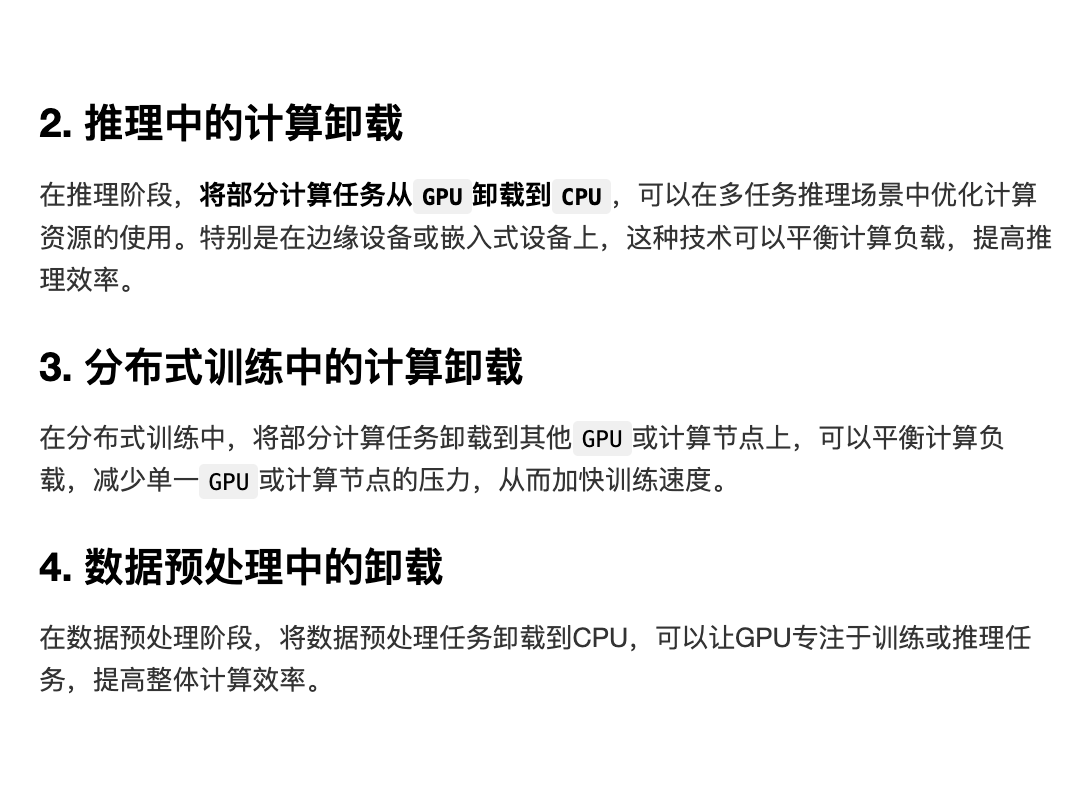 2. 推理中的计算卸载
在推理阶段，将部分计算任务从 GPU 卸载到 CPU ，可以在多任务推理场景中优化计算
资源的使用。特别是在边缘设备或嵌入式设备上，这种技术可以平衡计算负载，提高推
理效率。
3. 分布式训练中的计算卸载
在分布式训练中，将部分计算任务卸载到其他 GPU 或计算节点上，可以平衡计算负
载，减少单一 GPU 或计算节点的压力，从而加快训练速度。
4. 数据预处理中的卸载
在数据预处理阶段，将数据预处理任务卸载到CPU，可以让GPU专注于训练或推理任
务，提高整体计算效率。